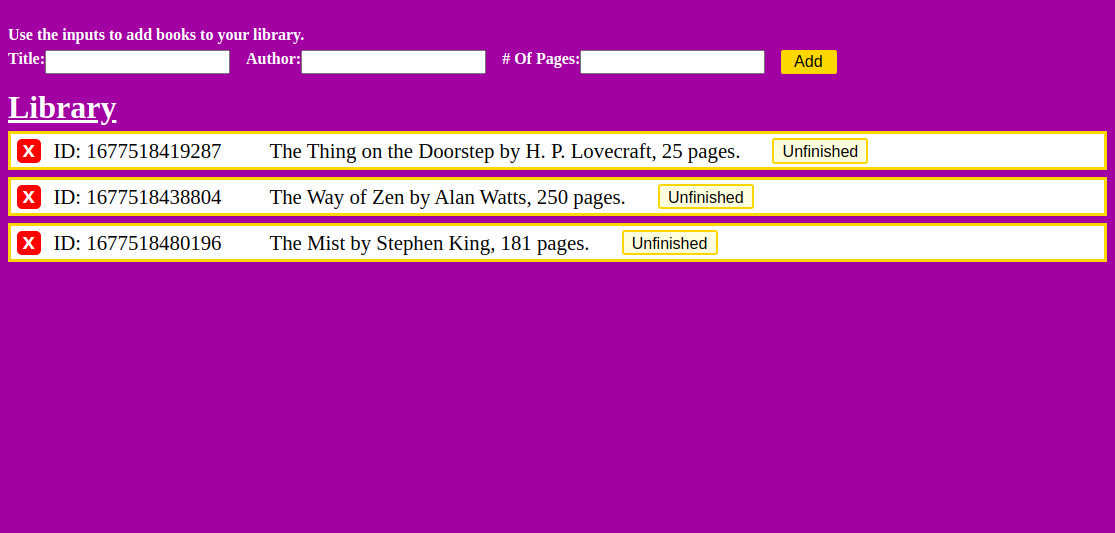 Use the inputs to add books to your library.
Title: Author: # Of Pages: Add
Library
X ID: 1677518419287 The Thing on the Doorstep by H. P. Lovecraft, 25 pages. Unfinished
X ID: 1677518438804 The Way of Zen by Alan Watts, 250 pages. Unfinished
X ID: 1677518480196 The Mist by Stephen King, 181 pages. Unfinished